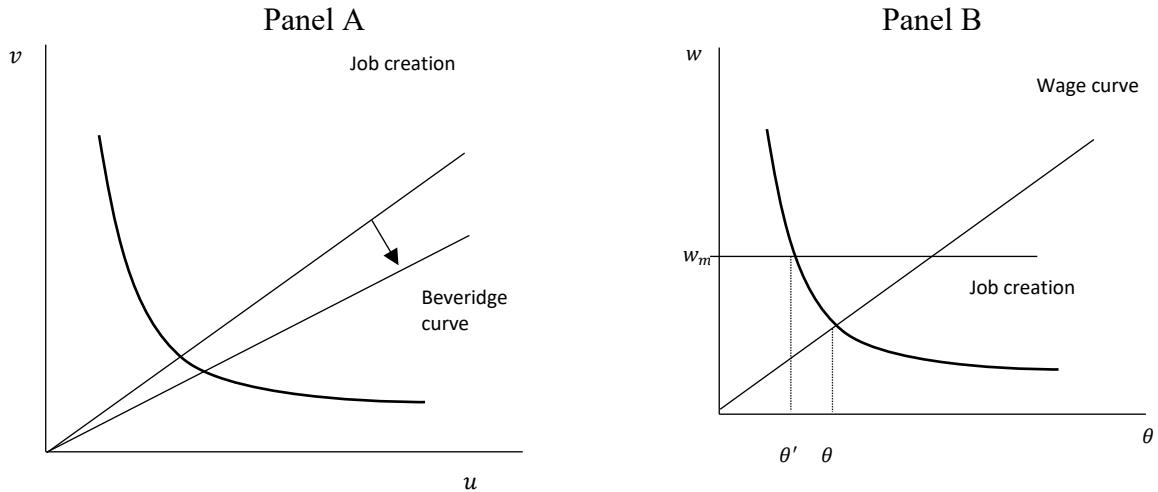 Panel A
v
Job creation
Beveridge
curve
u
Panel B
w
Wage curve
w_m
Job creation
θ′ θ
θ